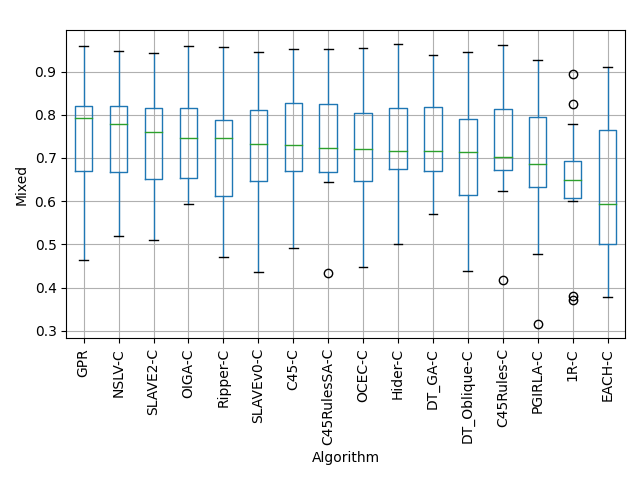 Mixed
0.9
0.8
0.7
0.6
0.5
0.4
0.3
GPR
NSLV-C
SLAVE2-C
OIGA-C
Ripper-C
SLAVEv0-C
C45-C
C45RulesSA-C
OCEC-C
Hider-C
DT_GA-C
DT_Oblique-C
C45Rules-C
PGIRLA-C
1R-C
EACH-C
Algorithm